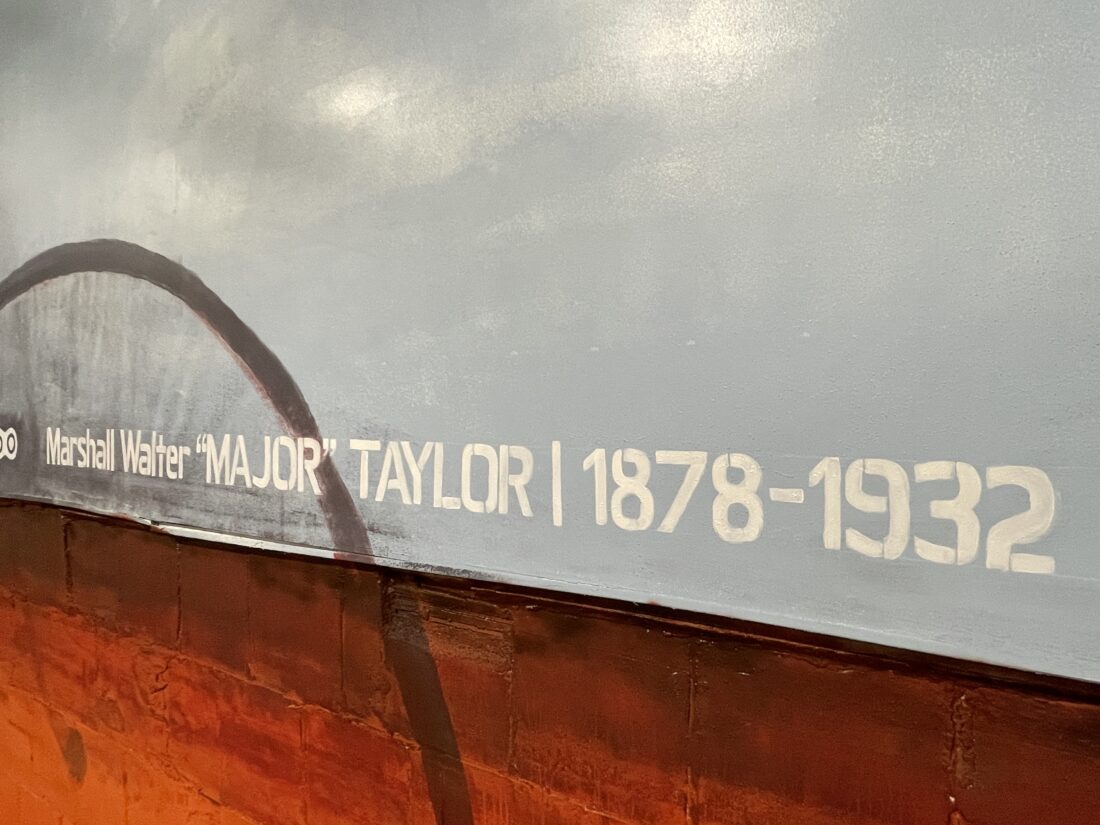 Marshall Walter “MAJOR” TAYLOR | 1878-1932